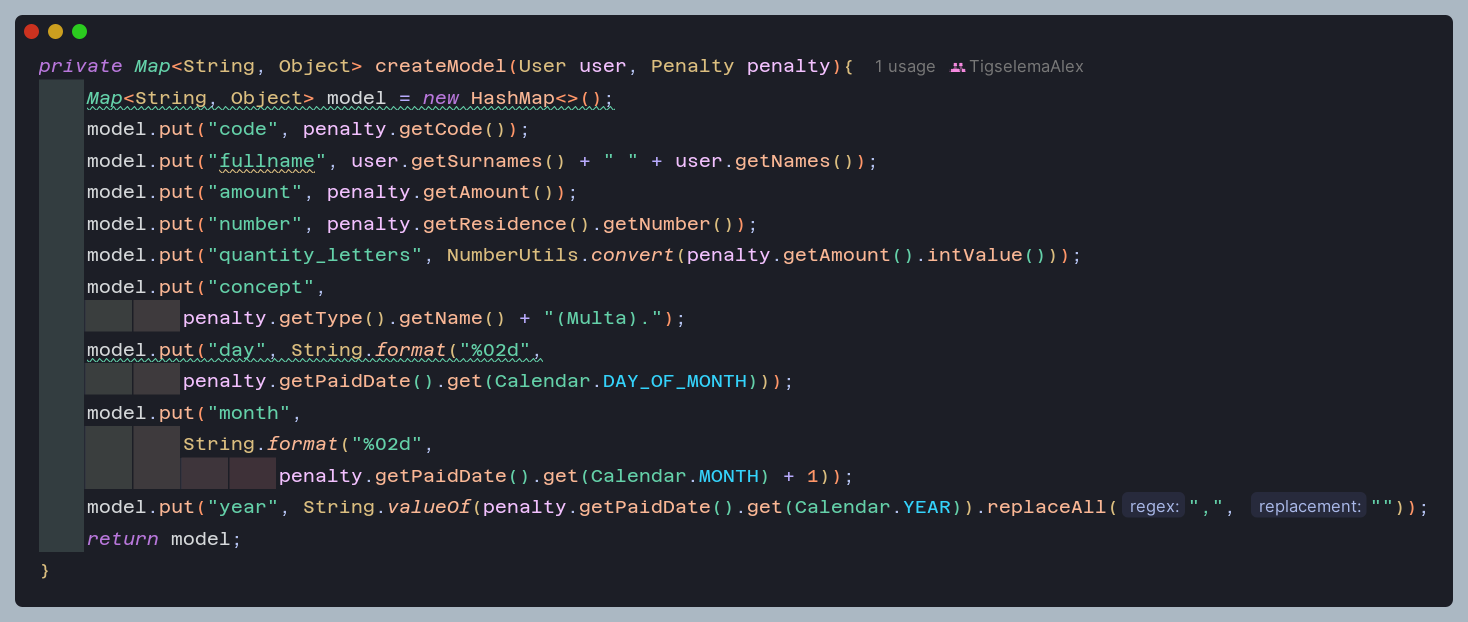 private Map<String, Object> createModel(User user, Penalty penalty){ 1 usage TigselemaAlex
Map<String, Object> model = new HashMap<>();
model.put("code", penalty.getCode());
model.put("fullname", user.getSurnames() + " " + user.getNames());
model.put("amount", penalty.getAmount());
model.put("number", penalty.getResidence().getNumber());
model.put("quantity_letters", NumberUtils.convert(penalty.getAmount().intValue()));
model.put("concept",
penalty.getType().getName() + "(Multa).");
model.put("day", String.format("%02d",
penalty.getPaidDate().get(Calendar.DAY_OF_MONTH)));
model.put("month",
String.format("%02d",
penalty.getPaidDate().get(Calendar.MONTH) + 1));
model.put("year", String.valueOf(penalty.getPaidDate().get(Calendar.YEAR)).replaceAll( regex: ",", replacement: ""));
return model;
}